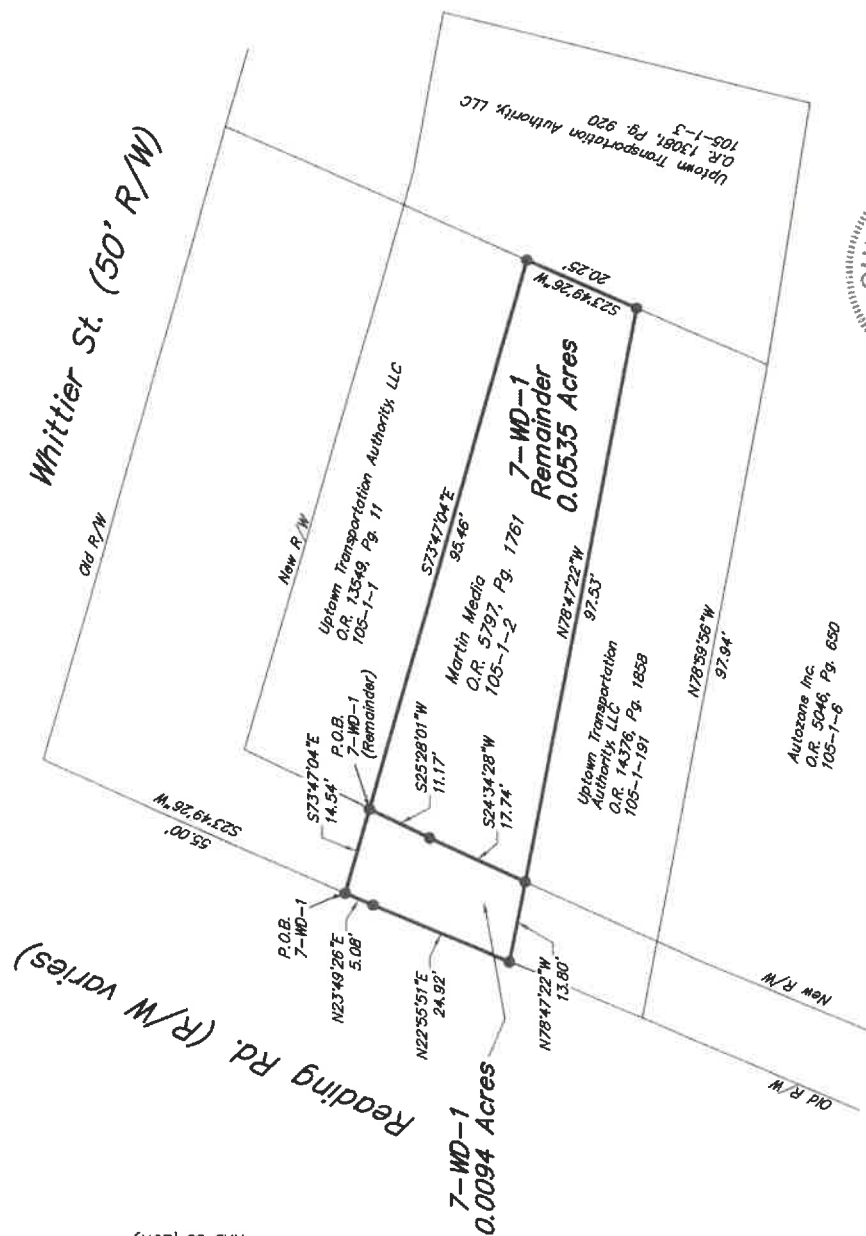 Whittier St. (50' R/W)
Old R/W
New R/W
Uptown Transportation Authority, LLC
O.R. 13081, Pg. 920
105-1-3
Uptown Transportation Authority, LLC
O.R. 13549, Pg. 11
105-1-1
S73°47'04"E
95.46'
S23°49'26"W
20.25'
7-WD-1
Remainder
0.0535 Acres
Martin Media
O.R. 5797, Pg. 1761
105-1-2
N78°47'22"W
97.53'
P.O.B.
7-WD-1
(Remainder)
S73°47'04"E
14.54'
S25°28'01"W
11.17'
S24°34'28"W
17.74'
S23°49'26"W
55.00'
P.O.B.
7-WD-1
N23°49'26"E
5.08'
N22°55'51"E
24.92'
N78°47'22"W
13.80'
Reading Rd. (R/W varies)
7-WD-1
0.0094 Acres
Uptown Transportation
Authority, LLC
O.R. 14376, Pg. 1858
105-1-191
N78°59'56"W
97.94'
Autozone Inc.
O.R. 5046, Pg. 650
105-1-6
New R/W
Old R/W